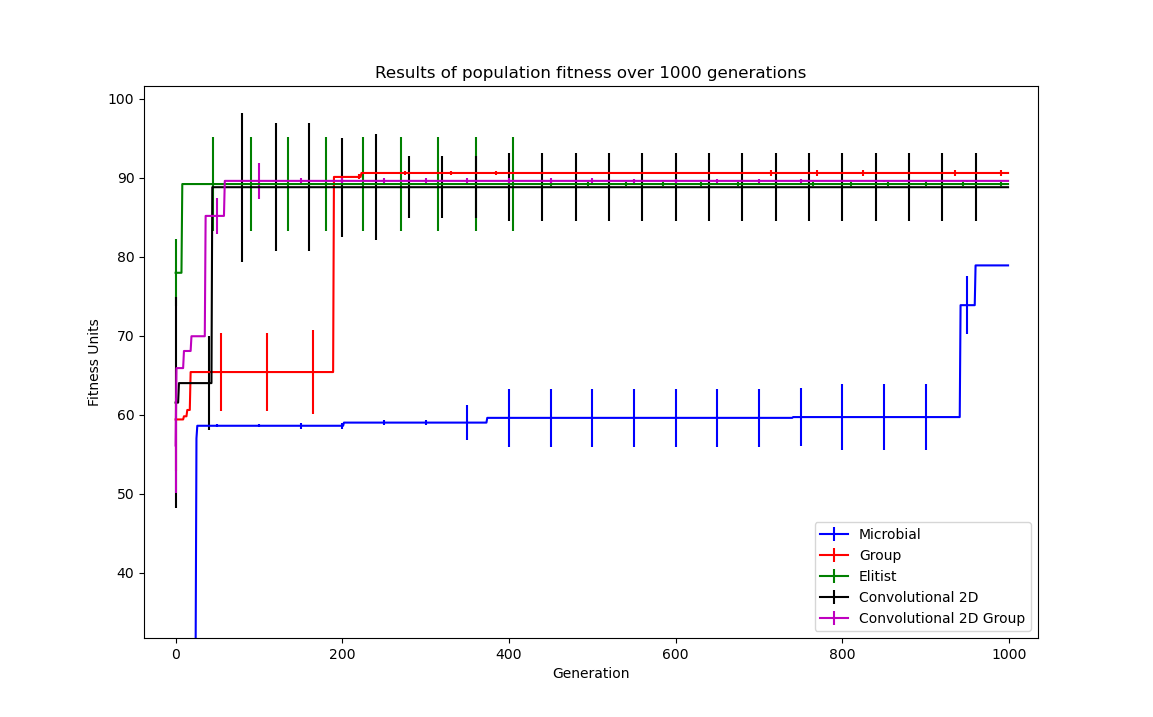 Results of population fitness over 1000 generations
100
90
80
70
60
50
40
Fitness Units
0
200
400
600
800
1000
Generation
Microbial
Group
Elitist
Convolutional 2D
Convolutional 2D Group